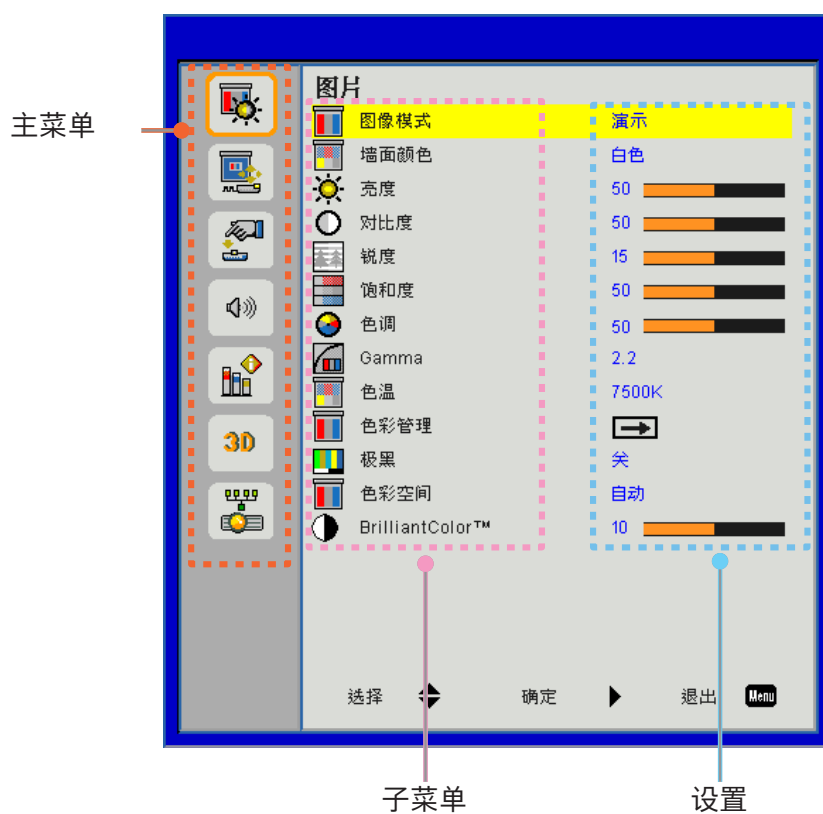 图片
主菜单
图像模式 演示
墙面颜色 白色
亮度 50
对比度 50
锐度 15
饱和度 50
色调 50
Gamma 2.2
色温 7500K
色彩管理
极黑 关
3D
色彩空间 自动
BrilliantColor™ 10
选择 确定 退出 Menu
子菜单 设置